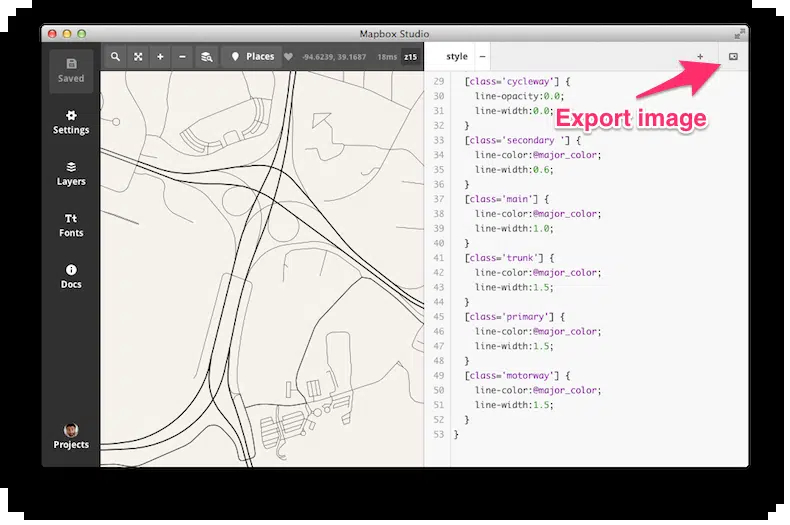 Mapbox Studio
Saved
Settings
Layers
Tt
Fonts
Docs
Projects
Places
-94.6239, 39.1687
18ms
z15
style
Export image
29 [class='cycleway'] {
30 line-opacity:0.0;
31 line-width:0.0;
32 }
33 [class='secondary '] {
34 line-color:@major_color;
35 line-width:0.6;
36 }
37 [class='main'] {
38 line-color:@major_color;
39 line-width:1.0;
40 }
41 [class='trunk'] {
42 line-color:@major_color;
43 line-width:1.5;
44 }
45 [class='primary'] {
46 line-color:@major_color;
47 line-width:1.5;
48 }
49 [class='motorway'] {
50 line-color:@major_color;
51 line-width:1.5;
52 }
53 }